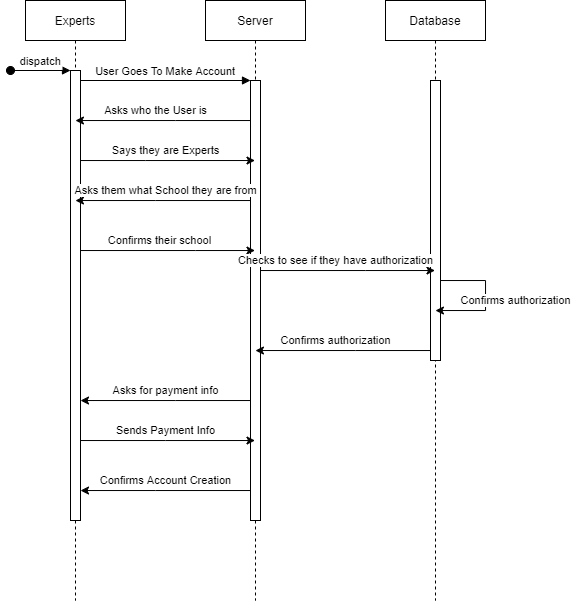 Experts
Server
Database
dispatch
User Goes To Make Account
Asks who the User is
Says they are Experts
Asks them what School they are from
Confirms their school
Checks to see if they have authorization
Confirms authorization
Confirms authorization
Asks for payment info
Sends Payment Info
Confirms Account Creation